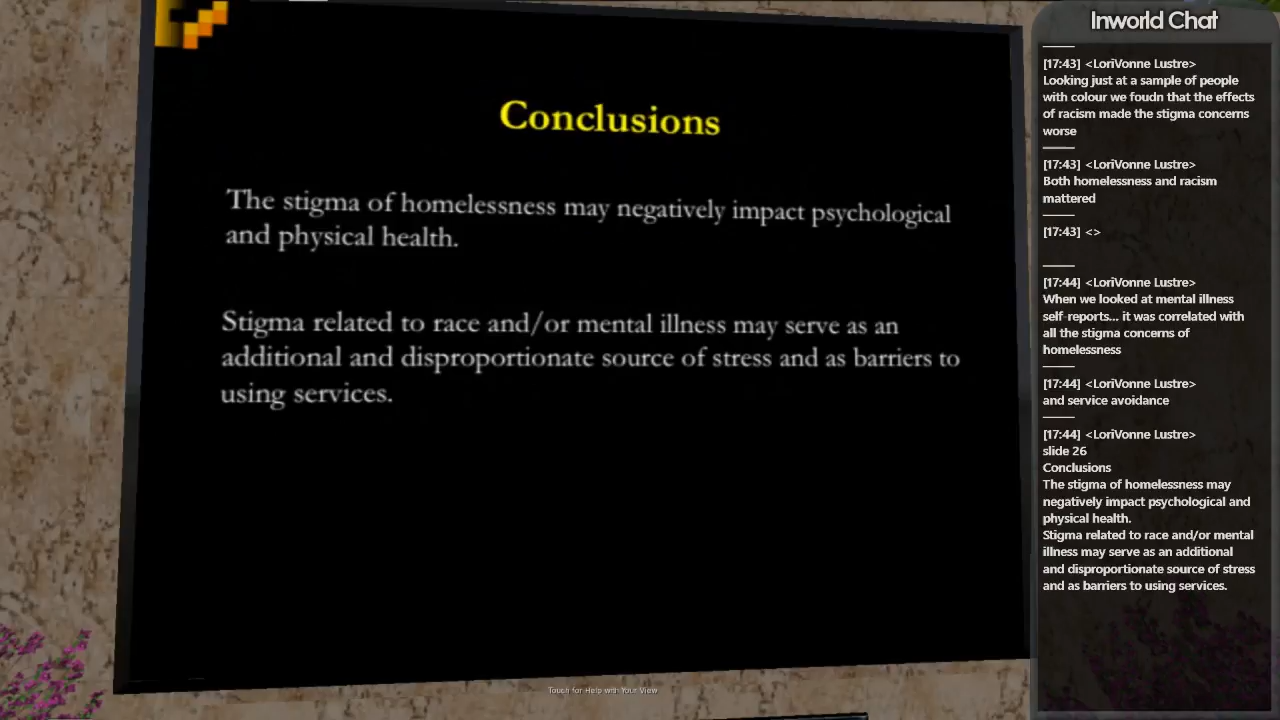 Conclusions
The stigma of homelessness may negatively impact psychological
and physical health.
Stigma related to race and/or mental illness may serve as an
additional and disproportionate source of stress and as barriers to
using services.
Touch for Help with Your View
Inworld Chat
[17:43] <LoriVonne Lustre>
Looking just at a sample of people
with colour we foudn that the effects
of racism made the stigma concerns
worse
[17:43] <LoriVonne Lustre>
Both homelessness and racism
mattered
[17:43] <>
[17:44] <LoriVonne Lustre>
When we looked at mental illness
self-reports... it was correlated with
all the stigma concerns of
homelessness
[17:44] <LoriVonne Lustre>
and service avoidance
[17:44] <LoriVonne Lustre>
slide 26
Conclusions
The stigma of homelessness may
negatively impact psychological and
physical health.
Stigma related to race and/or mental
illness may serve as an additional
and disproportionate source of stress
and as barriers to using services.